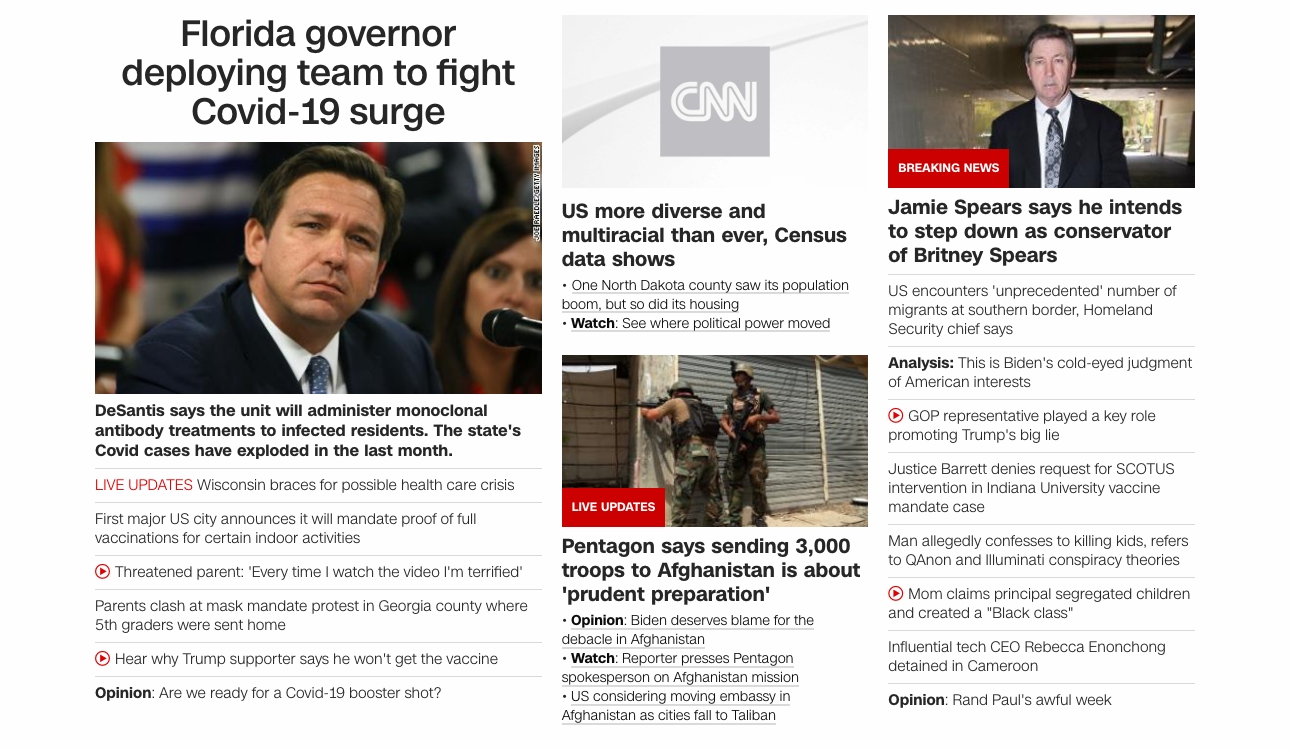 Florida governor
deploying team to fight
Covid-19 surge
JOE RAEDLE/GETTY IMAGES
DeSantis says the unit will administer monoclonal
antibody treatments to infected residents. The state's
Covid cases have exploded in the last month.
LIVE UPDATES Wisconsin braces for possible health care crisis
First major US city announces it will mandate proof of full
vaccinations for certain indoor activities
Threatened parent: 'Every time I watch the video I'm terrified'
Parents clash at mask mandate protest in Georgia county where
5th graders were sent home
Hear why Trump supporter says he won't get the vaccine
Opinion: Are we ready for a Covid-19 booster shot?
CNN
US more diverse and
multiracial than ever, Census
data shows
• One North Dakota county saw its population
boom, but so did its housing
• Watch: See where political power moved
LIVE UPDATES
Pentagon says sending 3,000
troops to Afghanistan is about
'prudent preparation'
• Opinion: Biden deserves blame for the
debacle in Afghanistan
• Watch: Reporter presses Pentagon
spokesperson on Afghanistan mission
• US considering moving embassy in
Afghanistan as cities fall to Taliban
BREAKING NEWS
Jamie Spears says he intends
to step down as conservator
of Britney Spears
US encounters 'unprecedented' number of
migrants at southern border, Homeland
Security chief says
Analysis: This is Biden's cold-eyed judgment
of American interests
GOP representative played a key role
promoting Trump's big lie
Justice Barrett denies request for SCOTUS
intervention in Indiana University vaccine
mandate case
Man allegedly confesses to killing kids, refers
to QAnon and Illuminati conspiracy theories
Mom claims principal segregated children
and created a "Black class"
Influential tech CEO Rebecca Enonchong
detained in Cameroon
Opinion: Rand Paul's awful week